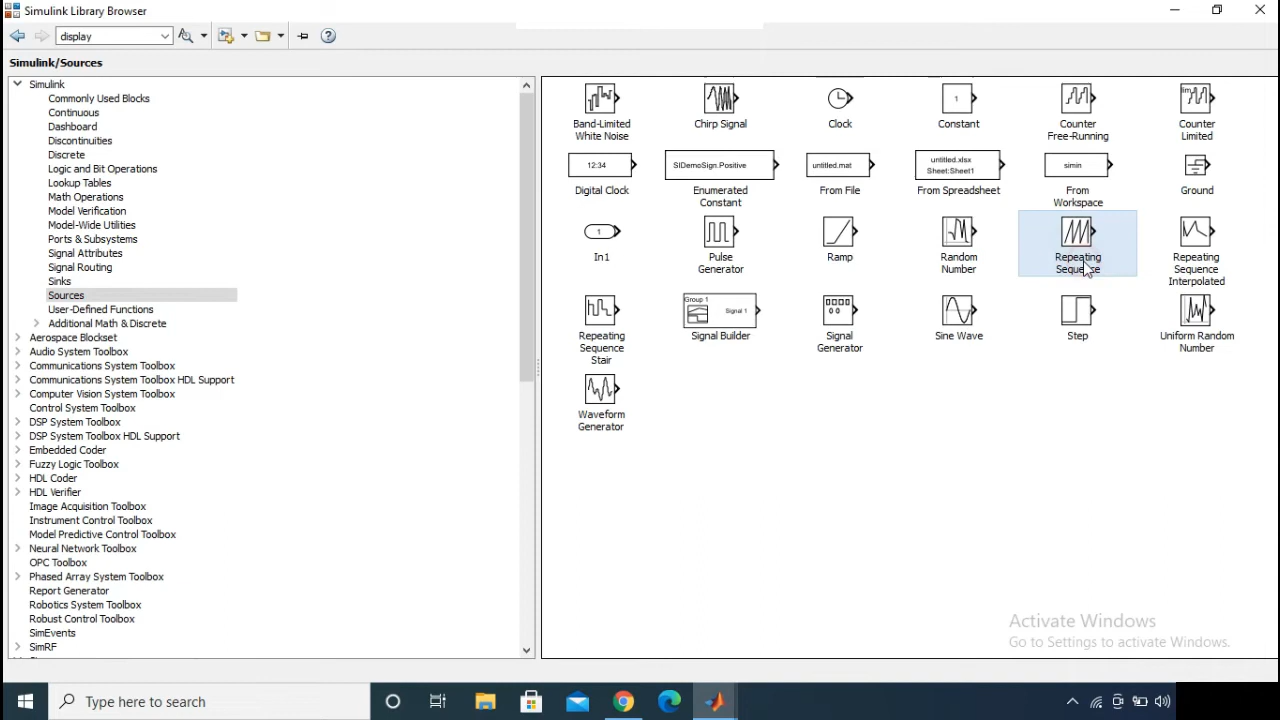 Simulink Library Browser
display
Simulink/Sources
Simulink
Commonly Used Blocks
Continuous
Dashboard
Discontinuities
Discrete
Logic and Bit Operations
Lookup Tables
Math Operations
Model Verification
Model-Wide Utilities
Ports & Subsystems
Signal Attributes
Signal Routing
Sinks
Sources
User-Defined Functions
Additional Math & Discrete
Aerospace Blockset
Audio System Toolbox
Communications System Toolbox
Communications System Toolbox HDL Support
Computer Vision System Toolbox
Control System Toolbox
DSP System Toolbox
DSP System Toolbox HDL Support
Embedded Coder
Fuzzy Logic Toolbox
HDL Coder
HDL Verifier
Image Acquisition Toolbox
Instrument Control Toolbox
Model Predictive Control Toolbox
Neural Network Toolbox
OPC Toolbox
Phased Array System Toolbox
Report Generator
Robotics System Toolbox
Robust Control Toolbox
SimEvents
SimRF
Band-Limited
White Noise
Chirp Signal
Clock
1
Constant
Counter
Free-Running
lim
Counter
Limited
12:34
Digital Clock
SlDemoSign.Positive
Enumerated
Constant
untitled.mat
From File
untitled.xlsx
Sheet:Sheet1
From Spreadsheet
simin
From
Workspace
Ground
1
In1
Pulse
Generator
Ramp
Random
Number
Repeating
Sequence
Repeating
Sequence
Interpolated
Repeating
Sequence
Stair
Group 1
Signal 1
Signal Builder
Signal
Generator
Sine Wave
Step
Uniform Random
Number
Waveform
Generator
Activate Windows
Go to Settings to activate Windows.
Type here to search